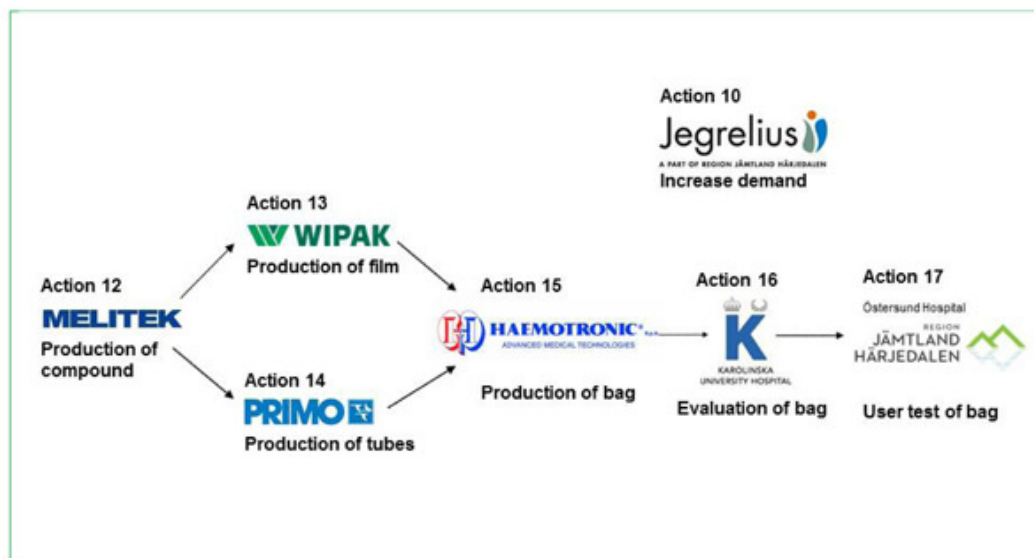 Action 10
Jegrelius
A PART OF REGION JÄMTLAND HÄRJEDALEN
Increase demand
Action 13
WIPAK
Production of film
Action 12
MELITEK
Production of
compound
Action 14
PRIMO
Production of tubes
Action 15
HAEMOTRONIC®
ADVANCED MEDICAL TECHNOLOGIES
Production of bag
Action 16
K
KAROLINSKA
UNIVERSITY HOSPITAL
Evaluation of bag
Action 17
Östersund Hospital
REGION
JÄMTLAND
HÄRJEDALEN
User test of bag